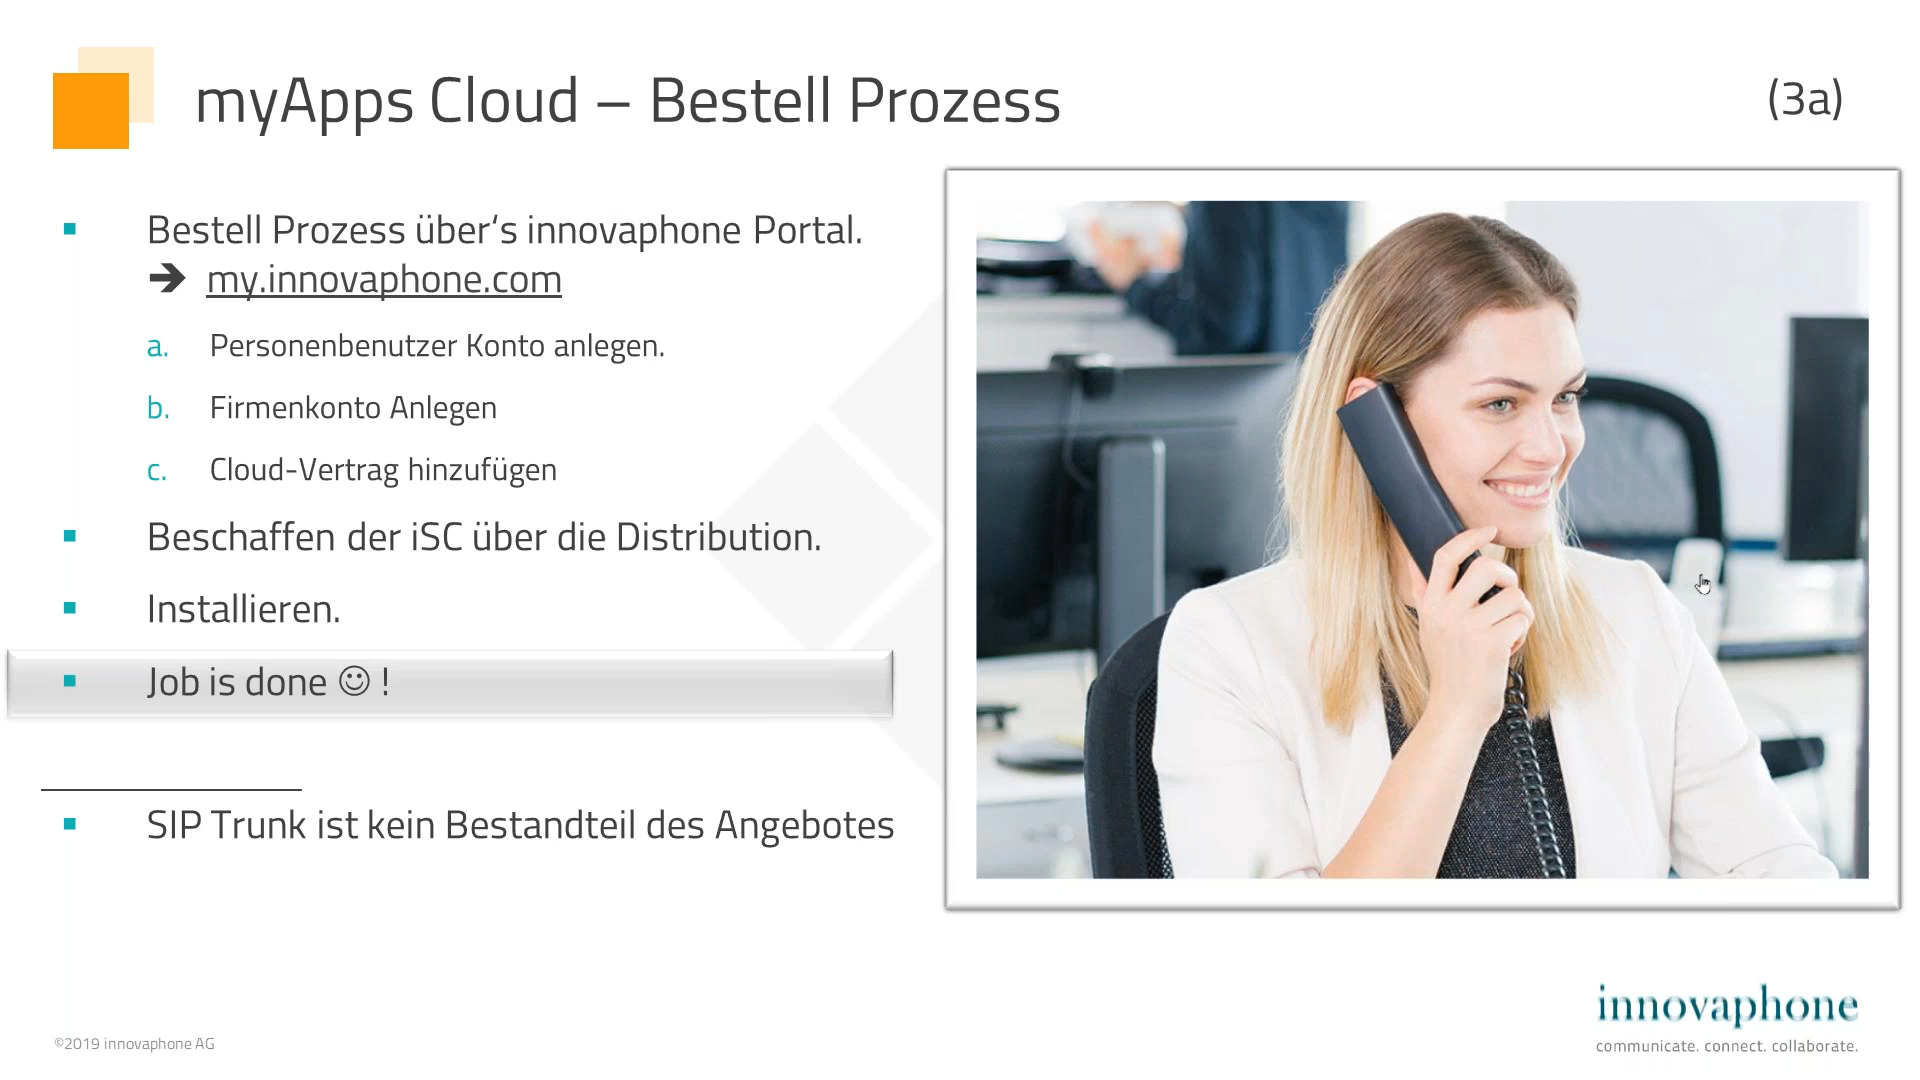 myApps Cloud – Bestell Prozess
(3a)
▪ Bestell Prozess über‘s innovaphone Portal.
➔ my.innovaphone.com
a. Personenbenutzer Konto anlegen.
b. Firmenkonto Anlegen
c. Cloud-Vertrag hinzufügen
▪ Beschaffen der iSC über die Distribution.
▪ Installieren.
▪ Job is done ☺ !
▪ SIP Trunk ist kein Bestandteil des Angebotes
innovaphone
communicate. connect. collaborate.
©2019 innovaphone AG